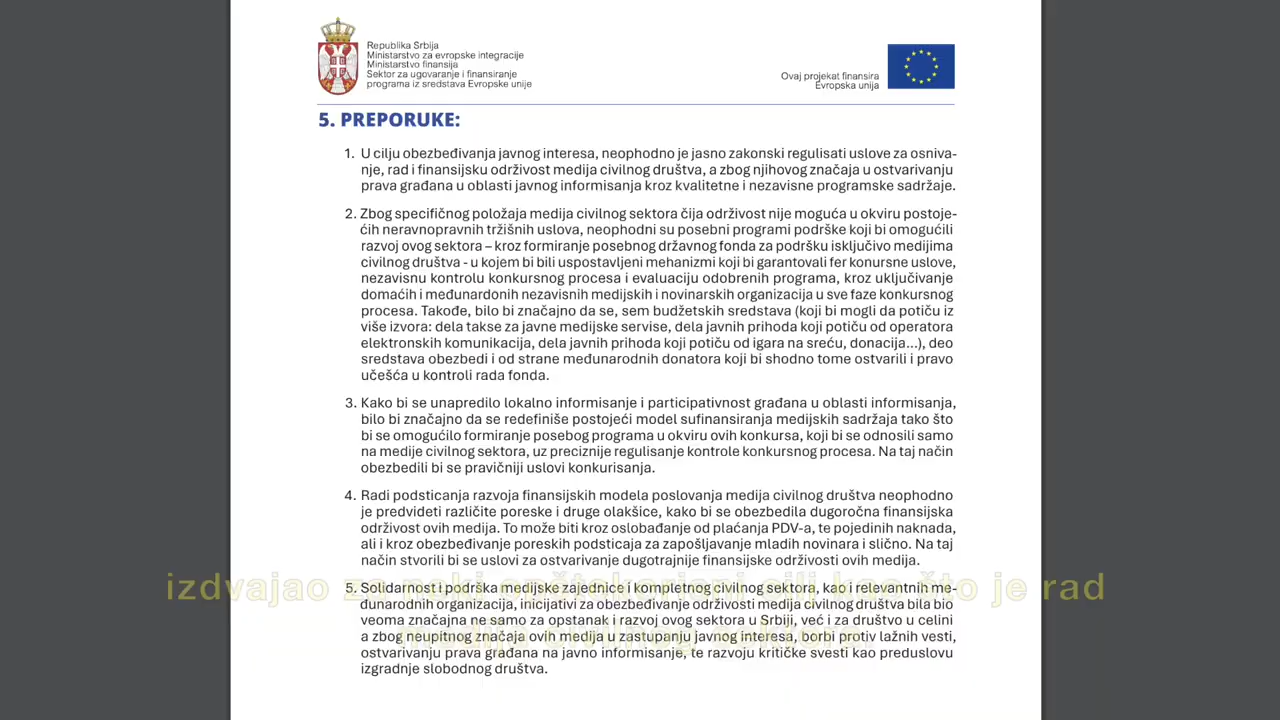 Republika Srbija
Ministarstvo za evropske integracije
Ministarstvo finansija
Sektor za ugovaranje i finansiranje
programa iz sredstava Evropske unije
Ovaj projekat finansira
Evropska unija
5. PREPORUKE:
1. U cilju obezbeđivanja javnog interesa, neophodno je jasno zakonski regulisati uslove za osniva-
nje, rad i finansijsku održivost medija civilnog društva, a zbog njihovog značaja u ostvarivanju
prava građana u oblasti javnog informisanja kroz kvalitetne i nezavisne programske sadržaje.
2. Zbog specifičnog položaja medija civilnog sektora čija održivost nije moguća u okviru postoje-
ćih neravnopravnih tržišnih uslova, neophodni su posebni programi podrške koji bi omogućili
razvoj ovog sektora – kroz formiranje posebnog državnog fonda za podršku isključivo medijima
civilnog društva - u kojem bi bili uspostavljeni mehanizmi koji bi garantovali fer konursne uslove,
nezavisnu kontrolu konkursnog procesa i evaluaciju odobrenih programa, kroz uključivanje
domaćih i međunardonih nezavisnih medijskih i novinarskih organizacija u sve faze konkursnog
procesa. Takođe, bilo bi značajno da se, sem budžetskih sredstava (koji bi mogli da potiču iz
više izvora: dela takse za javne medijske servise, dela javnih prihoda koji potiču od operatora
elektronskih komunikacija, dela javnih prihoda koji potiču od igara na sreću, donacija...), deo
sredstava obezbedi i od strane međunarodnih donatora koji bi shodno tome ostvarili i pravo
učešća u kontroli rada fonda.
3. Kako bi se unapredilo lokalno informisanje i participativnost građana u oblasti informisanja,
bilo bi značajno da se redefiniše postojeći model sufinansiranja medijskih sadržaja tako što
bi se omogućilo formiranje posebog programa u okviru ovih konkursa, koji bi se odnosili samo
na medije civilnog sektora, uz preciznije regulisanje kontrole konkursnog procesa. Na taj način
obezbedili bi se pravičniji uslovi konkurisanja.
4. Radi podsticanja razvoja finansijskih modela poslovanja medija civilnog društva neophodno
je predvideti različite poreske i druge olakšice, kako bi se obezbedila dugoročna finansijska
održivost ovih medija. To može biti kroz oslobađanje od plaćanja PDV-a, te pojedinih naknada,
ali i kroz obezbeđivanje poreskih podsticaja za zapošljavanje mladih novinara i slično. Na taj
način stvorili bi se uslovi za ostvarivanje dugotrajnije finansijske održivosti ovih medija.
izdvajao za neki opštekorisni cilj kao što je rad
5. Solidarnost i podrška medijske zajednice i kompletnog civilnog sektora, kao i relevantnih me-
đunarodnih organizacija, inicijativi za obezbeđivanje održivosti medija civilnog društva bila bio
veoma značajna ne samo za opstanak i razvoj ovog sektora u Srbiji, već i za društvo u celini
medija civilnog sektora.
a zbog neupitnog značaja ovih medija u zastupanju javnog interesa, borbi protiv lažnih vesti,
ostvarivanju prava građana na javno informisanje, te razvoju kritičke svesti kao preduslovu
izgradnje slobodnog društva.